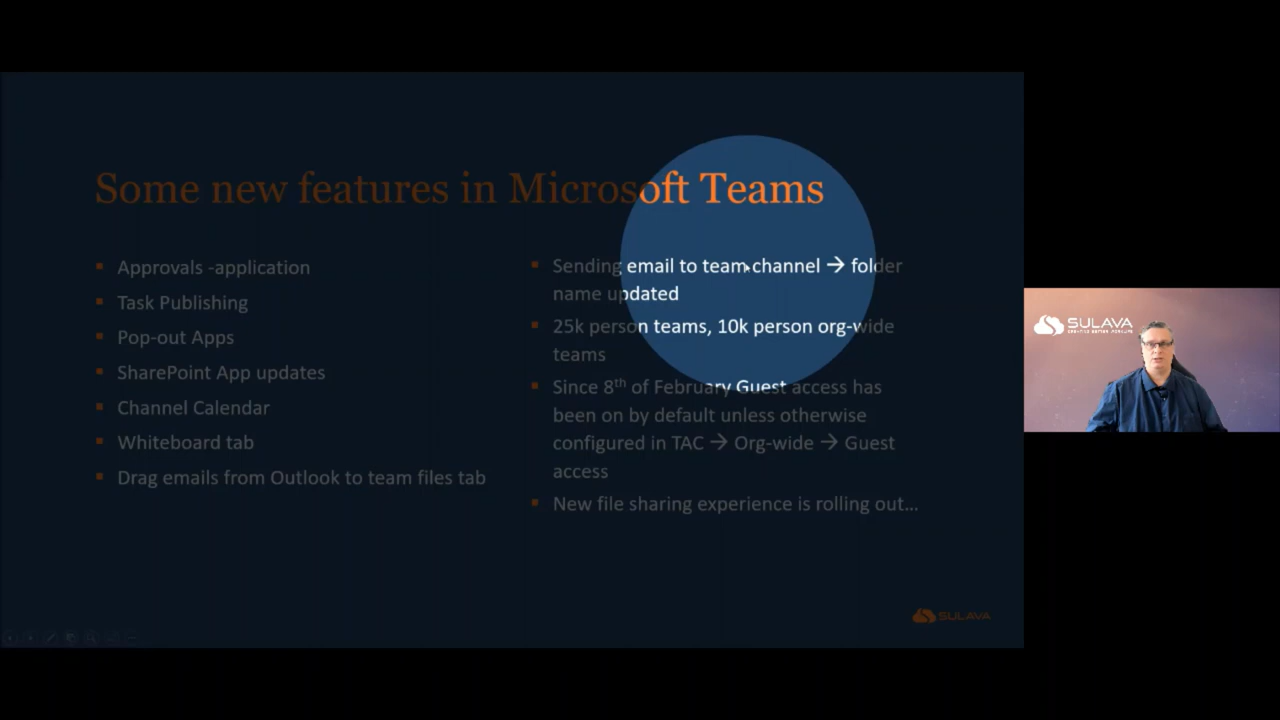 Some new features in Microsoft Teams
Approvals -application
Task Publishing
Pop-out Apps
SharePoint App updates
Channel Calendar
Whiteboard tab
Drag emails from Outlook to team files tab
Sending email to team channel → folder
name updated
25k person teams, 10k person org-wide
teams
Since 8th of February Guest access has
been on by default unless otherwise
configured in TAC → Org-wide → Guest
access
New file sharing experience is rolling out...
SULAVA
SULAVA